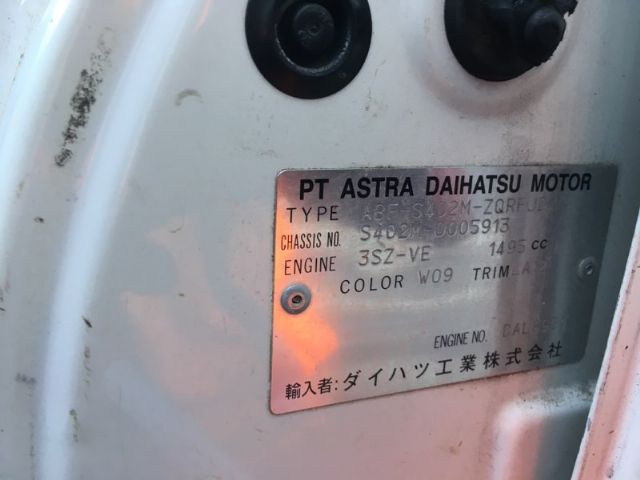 PT ASTRA DAIHATSU MOTOR
TYPE
CHASSIS NO. S402M-0005913
ENGINE 3SZ-VE 1495 cc
COLOR W09 TRIM
ENGINE NO.
輸入者:ダイハツ工業株式会社